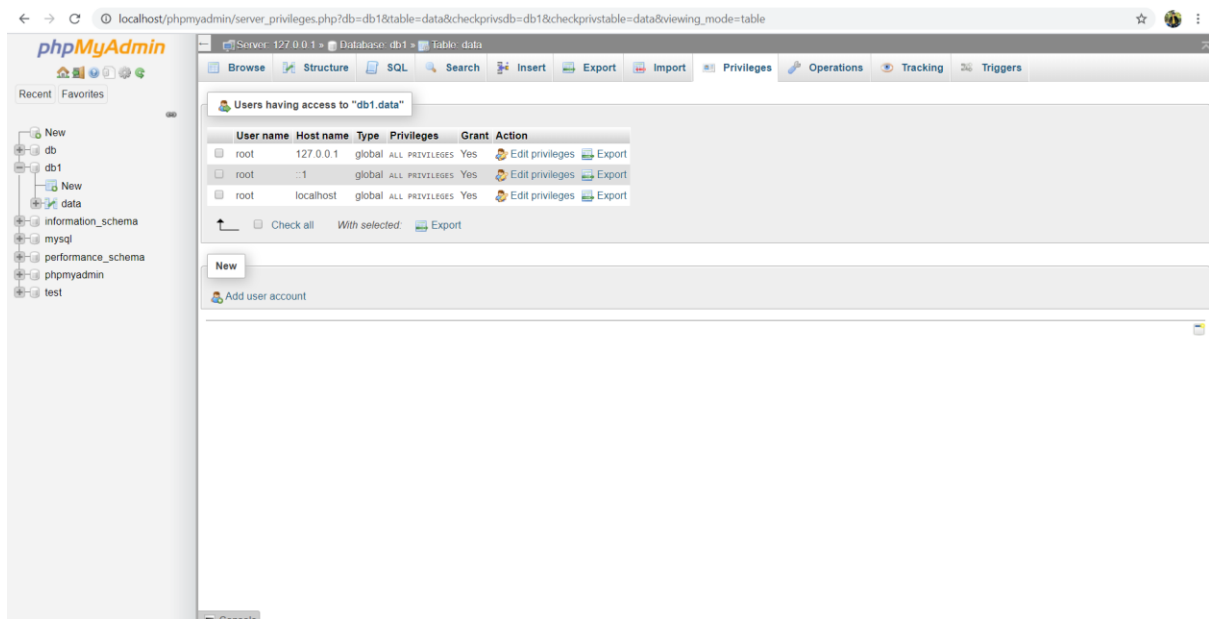 localhost/phpmyadmin/server_privileges.php?db=db1&table=data&checkprivsdb=db1&checkprivstable=data&viewing_mode=table
phpMyAdmin
Recent Favorites
New
db
db1
New
data
information_schema
mysql
performance_schema
phpmyadmin
test
Server: 127.0.0.1 » Database: db1 » Table: data
Browse Structure SQL Search Insert Export Import Privileges Operations Tracking Triggers
Users having access to "db1.data"
User name Host name Type Privileges Grant Action
root 127.0.0.1 global ALL PRIVILEGES Yes Edit privileges Export
root ::1 global ALL PRIVILEGES Yes Edit privileges Export
root localhost global ALL PRIVILEGES Yes Edit privileges Export
Check all With selected: Export
New
Add user account
Console